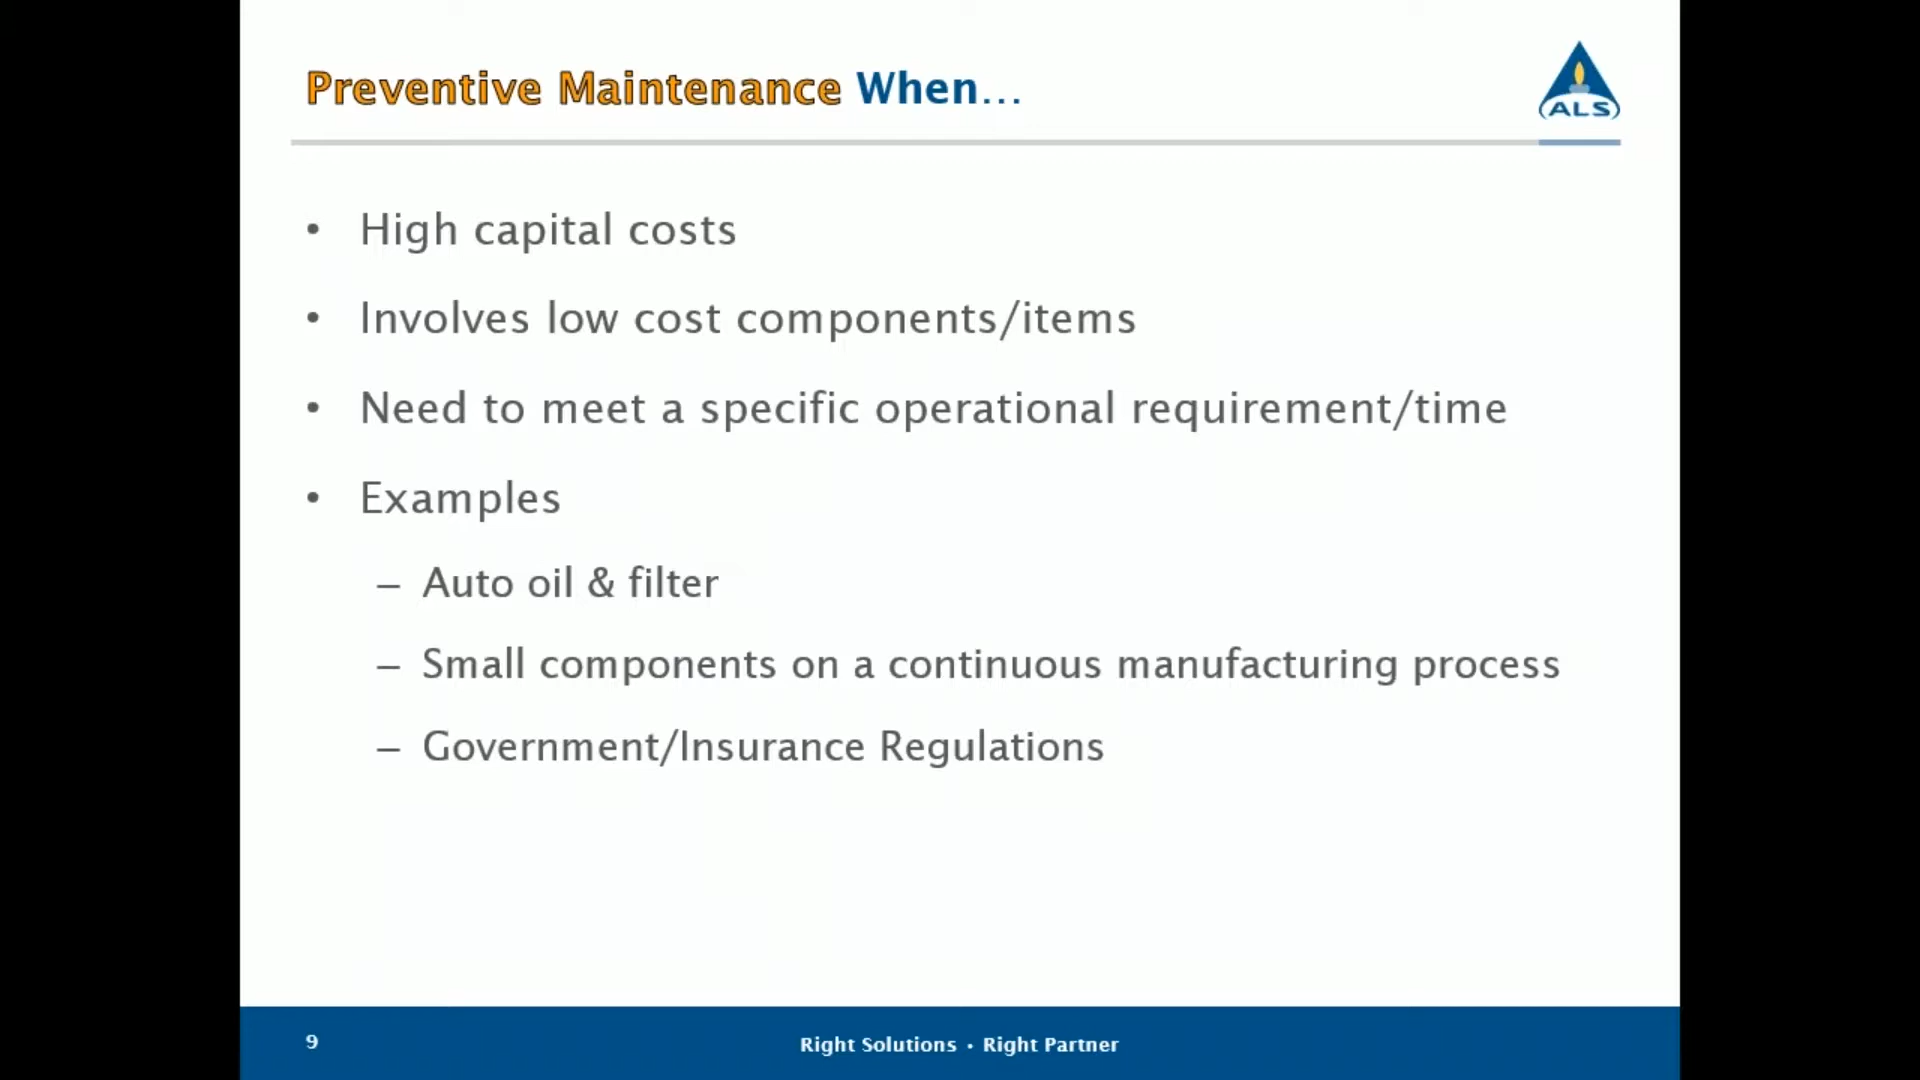 Preventive Maintenance When...
ALS
• High capital costs
• Involves low cost components/items
• Need to meet a specific operational requirement/time
• Examples
– Auto oil & filter
– Small components on a continuous manufacturing process
– Government/Insurance Regulations
9
Right Solutions • Right Partner